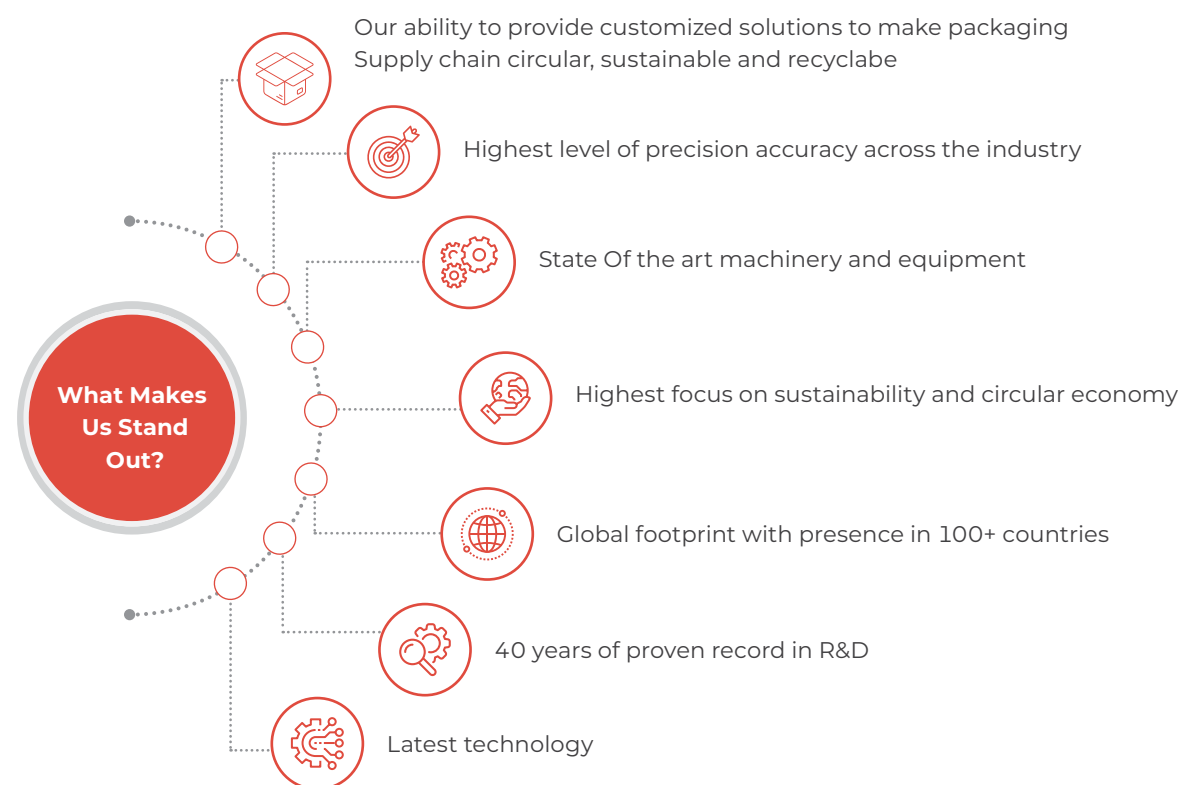 Our ability to provide customized solutions to make packaging
Supply chain circular, sustainable and recyclabe
Highest level of precision accuracy across the industry
State Of the art machinery and equipment
What Makes
Us Stand
Out?
Highest focus on sustainability and circular economy
Global footprint with presence in 100+ countries
40 years of proven record in R&D
Latest technology